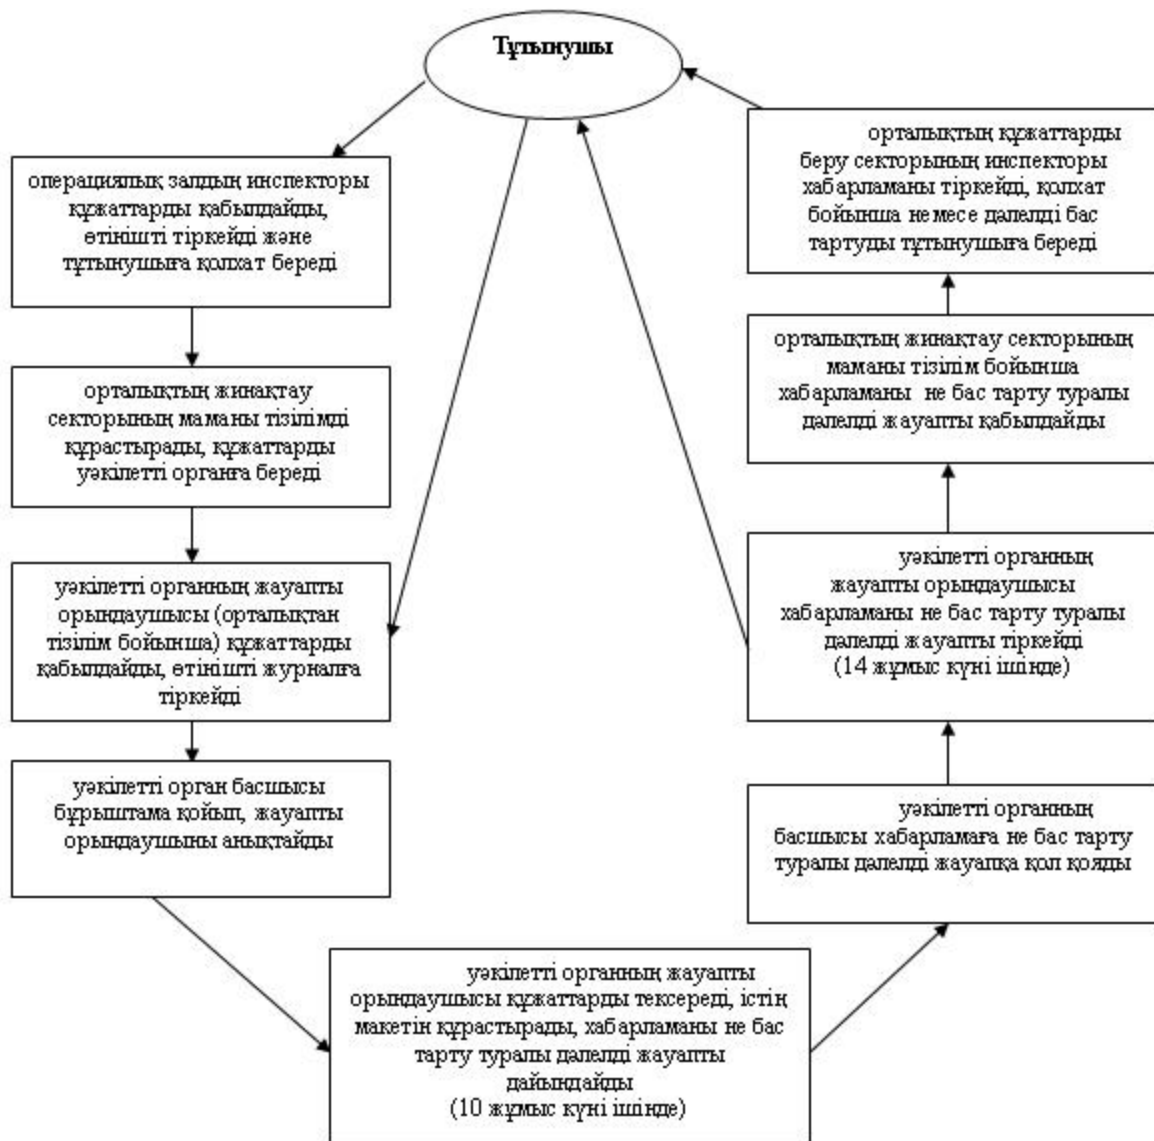 Тұтынушы
операциялық залдың инспекторы
құжаттарды қабылдайды,
өтінішті тіркейді және
тұтынушыға қолхат береді
орталықтың жинақтау
секторының маманы тізілімді
құрастырады, құжаттарды
уәкілетті органға береді
уәкілетті органның жауапты
орындаушысы (орталықтан
тізілім бойынша) құжаттарды
қабылдайды, өтінішті журналға
тіркейді
уәкілетті орган басшысы
бұрыштама қойып, жауапты
орындаушыны анықтайды
уәкілетті органның жауапты
орындаушысы құжаттарды тексереді, істің
макетін құрастырады, хабарламаны не бас
тарту туралы дәлелді жауапты
дайындайды
(10 жұмыс күні ішінде)
уәкілетті органның
басшысы хабарламаға не бас тарту
туралы дәлелді жауапқа қол қояды
уәкілетті органның
жауапты орындаушысы
хабарламаны не бас тарту туралы
дәлелді жауапты тіркейді
(14 жұмыс күні ішінде)
орталықтың жинақтау секторының
маманы тізілім бойынша
хабарламаны не бас тарту туралы
дәлелді жауапты қабылдайды
орталықтың құжаттарды
беру секторының инспекторы
хабарламаны тіркейді, қолхат
бойынша немесе дәлелді бас
тартуды тұтынушыға береді